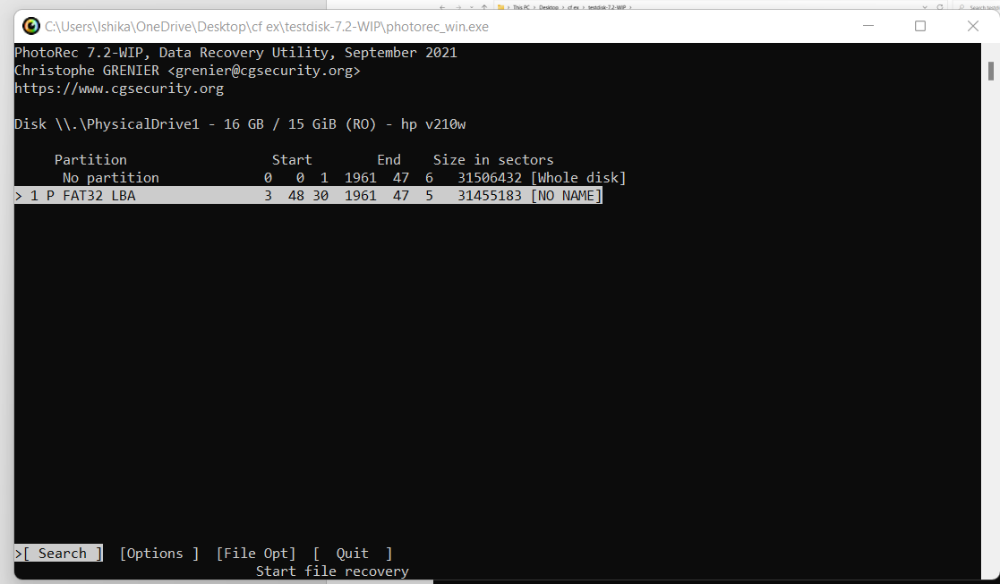 This PC > Desktop > cf ex > testdisk-7.2-WIP >
C:\Users\Ishika\OneDrive\Desktop\cf ex\testdisk-7.2-WIP\photorec_win.exe
PhotoRec 7.2-WIP, Data Recovery Utility, September 2021
Christophe GRENIER <grenier@cgsecurity.org>
https://www.cgsecurity.org
Disk \\.\PhysicalDrive1 - 16 GB / 15 GiB (RO) - hp v210w
Partition Start End Size in sectors
No partition 0 0 1 1961 47 6 31506432 [Whole disk]
> 1 P FAT32 LBA 3 48 30 1961 47 5 31455183 [NO NAME]
>[ Search ] [Options ] [File Opt] [ Quit ]
Start file recovery